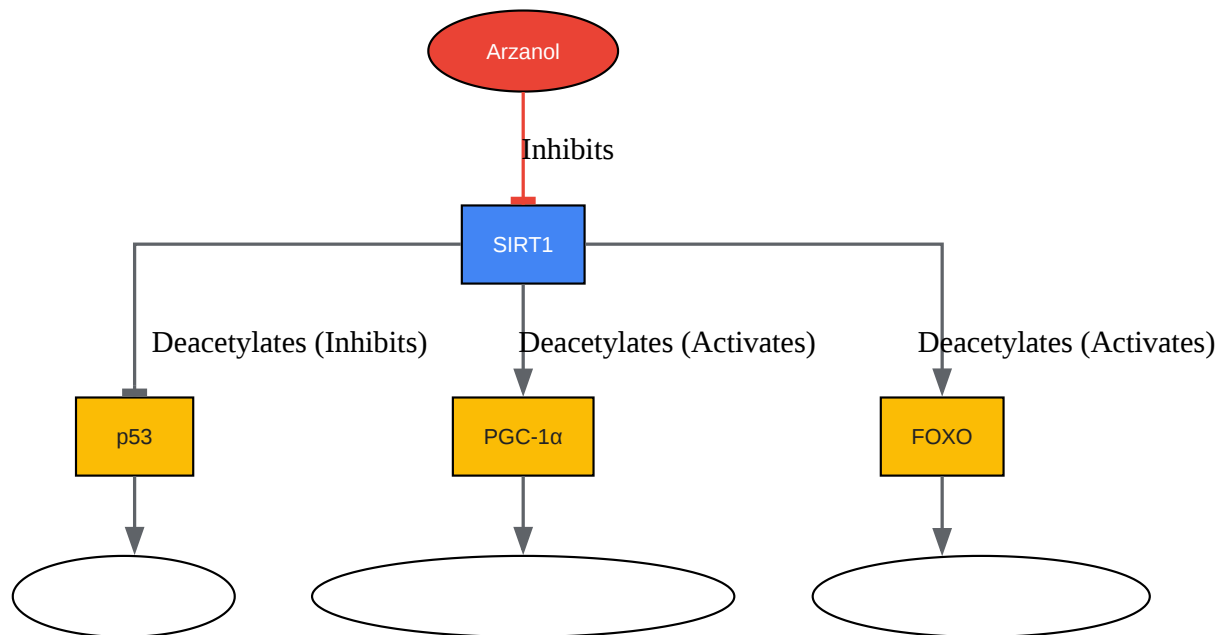 Arzanol
Inhibits
SIRT1
Deacetylates (Inhibits)
Deacetylates (Activates)
Deacetylates (Activates)
p53
PGC-1α
FOXO